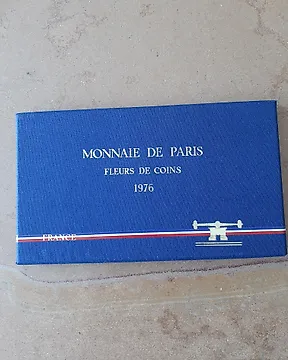 MONNAIE DE PARIS
FLEURS DE COINS
1976
FRANCE